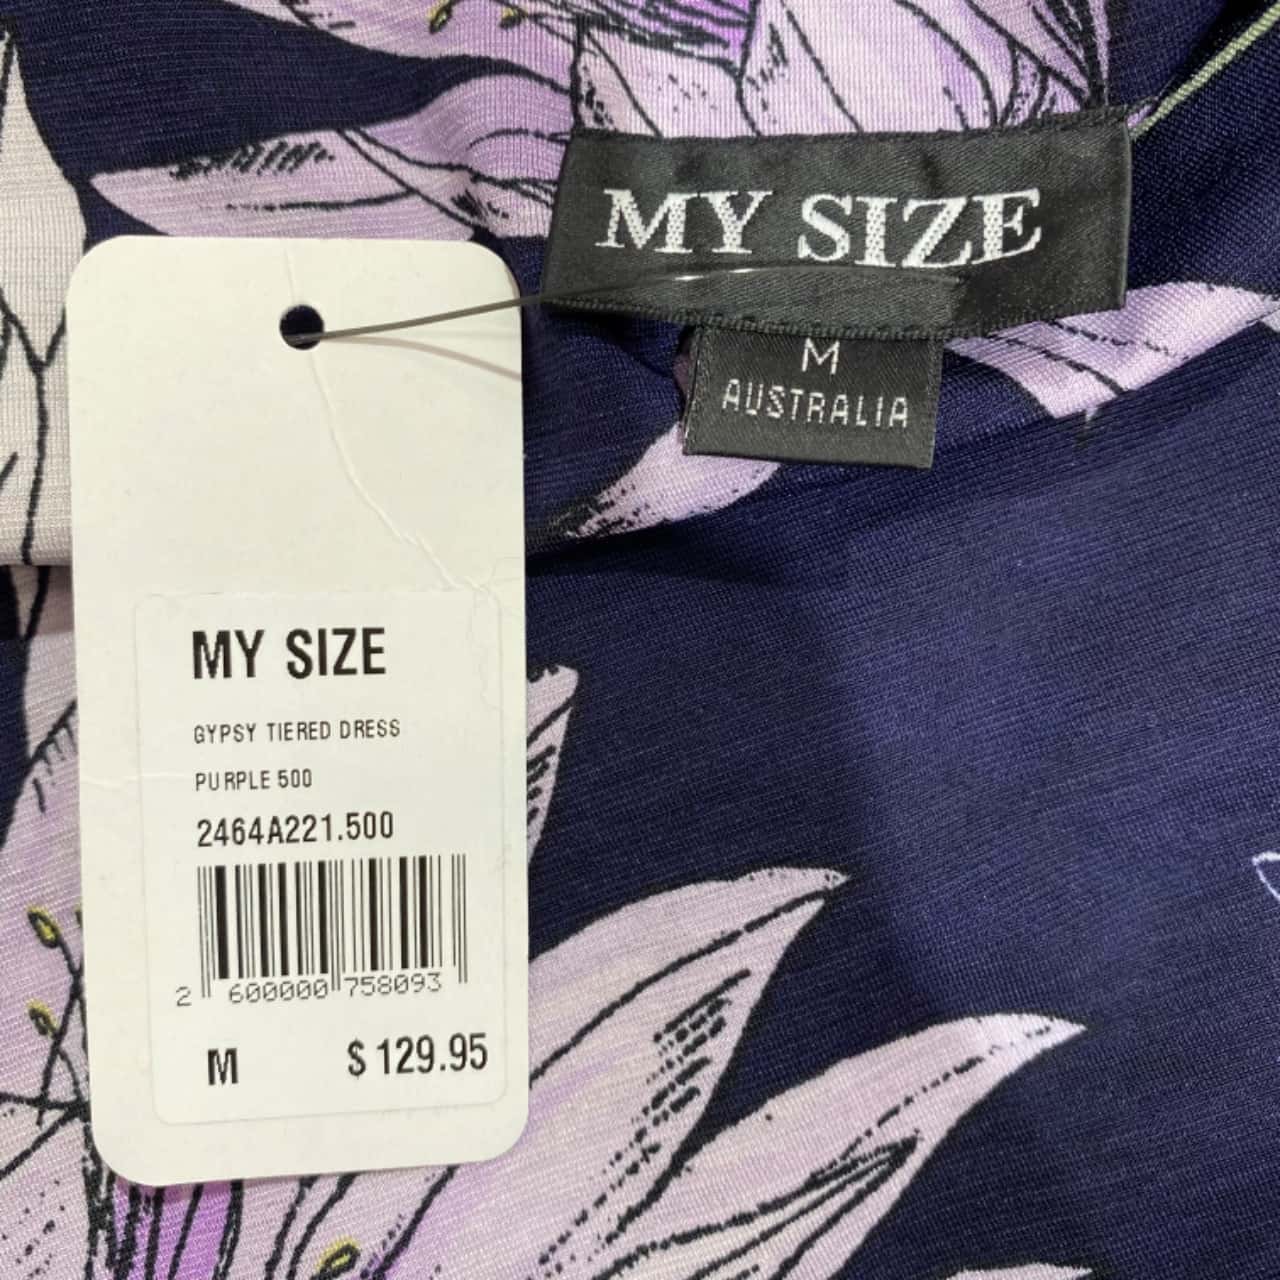 MY SIZE
M
AUSTRALIA
MY SIZE
GYPSY TIERED DRESS
PURPLE 500
2464A221.500
2 600000 758093
M $ 129.95